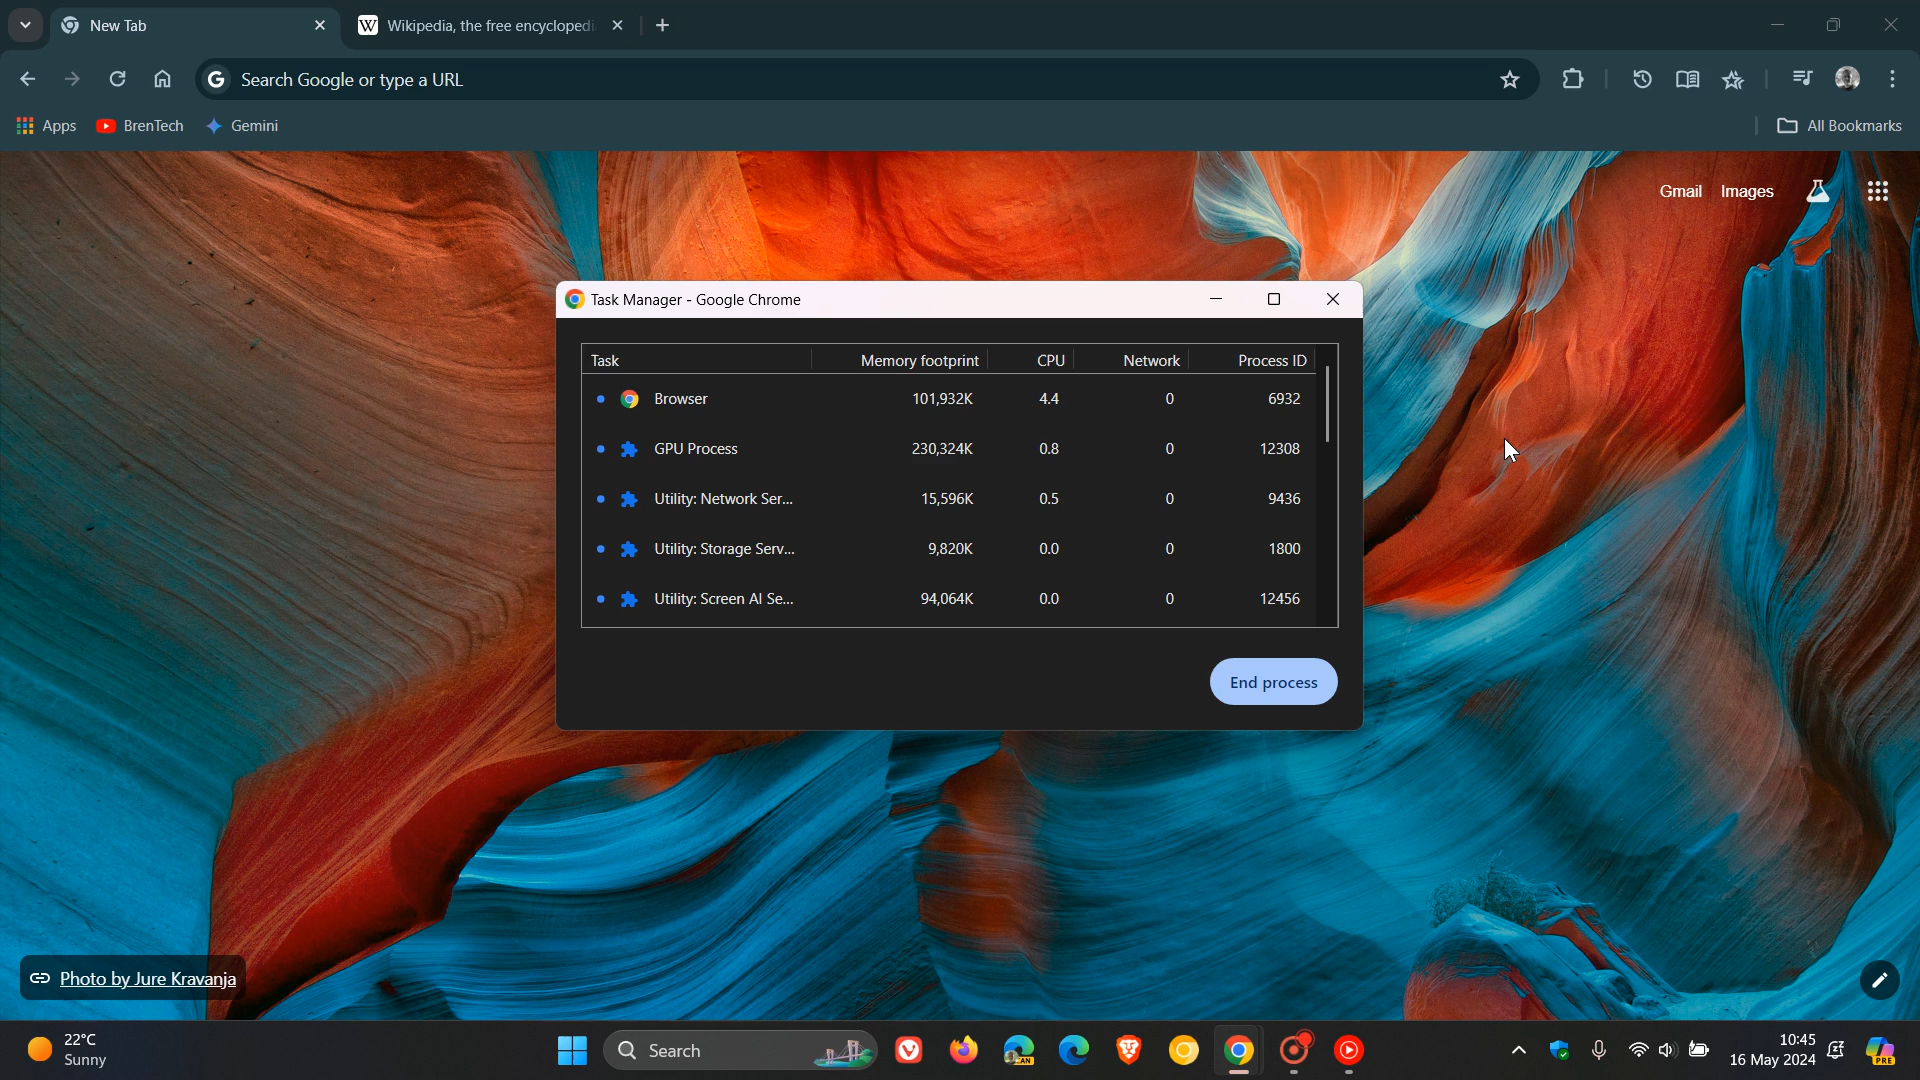 New Tab
Wikipedia, the free encyclopedi
Search Google or type a URL
Apps
BrenTech
Gemini
All Bookmarks
Gmail
Images
Task Manager - Google Chrome
Task Memory footprint CPU Network Process ID
Browser 101,932K 4.4 0 6932
GPU Process 230,324K 0.8 0 12308
Utility: Network Ser... 15,596K 0.5 0 9436
Utility: Storage Serv... 9,820K 0.0 0 1800
Utility: Screen AI Se... 94,064K 0.0 0 12456
End process
Photo by Jure Kravanja
22°C
Sunny
Search
CAN
10:45
16 May 2024
PRE